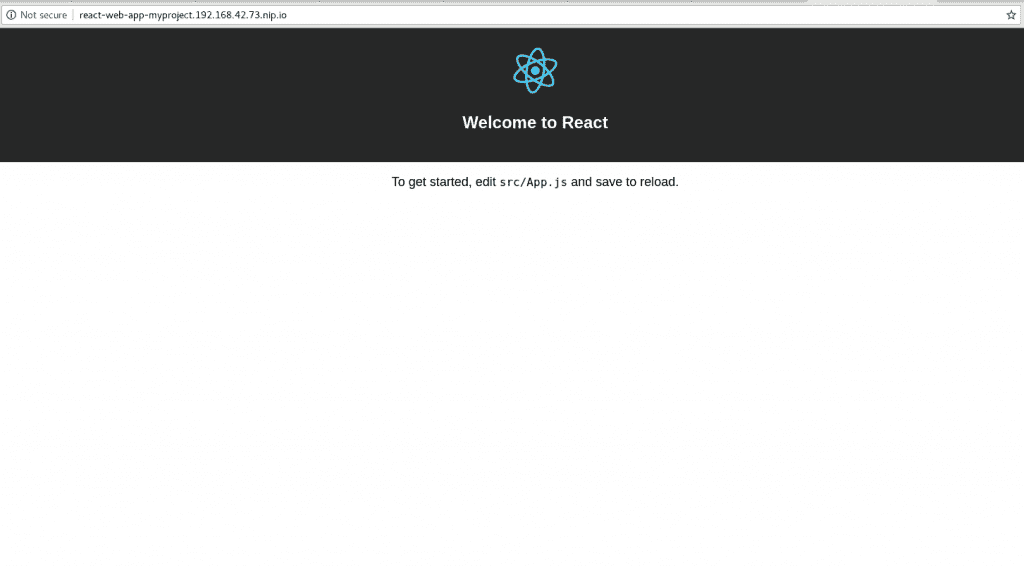 Not secure react-web-app-myproject.192.168.42.73.nip.io
Welcome to React
To get started, edit src/App.js and save to reload.